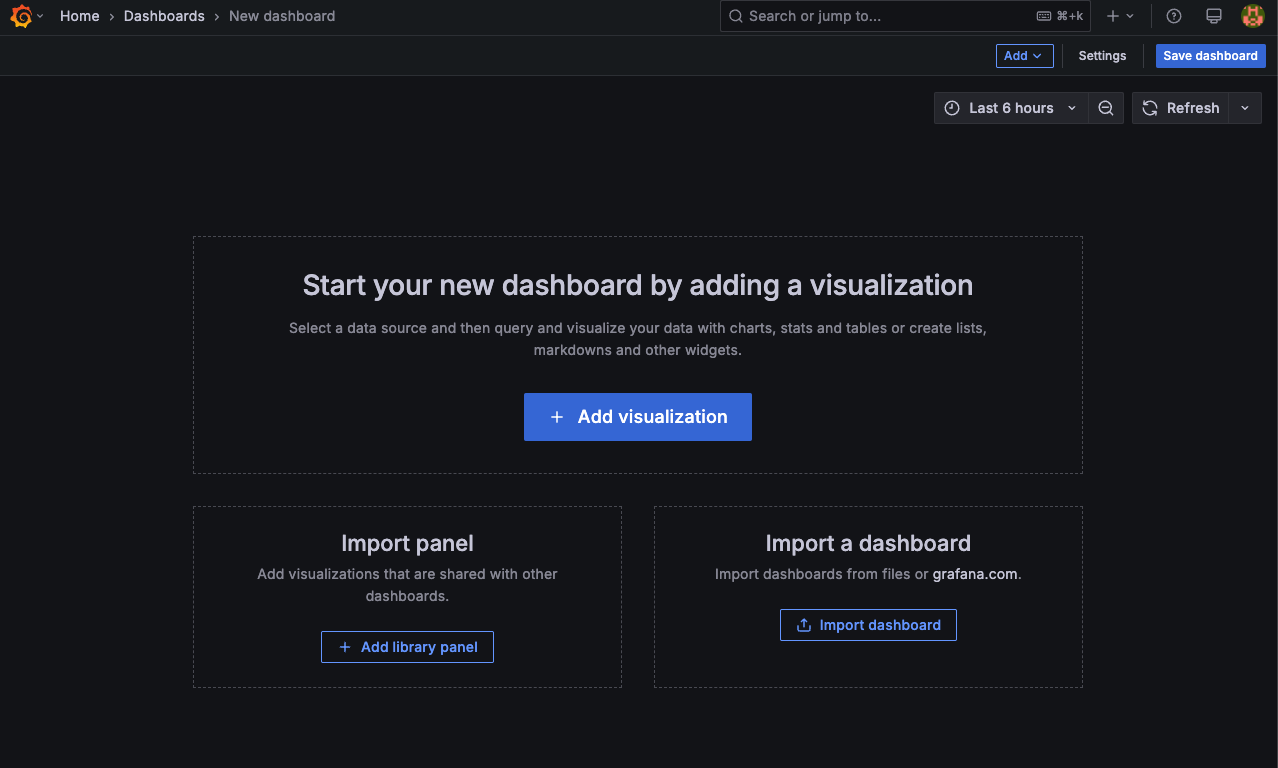 Home > Dashboards > New dashboard
Search or jump to... ⌘+k
Add
Settings
Save dashboard
Last 6 hours
Refresh
Start your new dashboard by adding a visualization
Select a data source and then query and visualize your data with charts, stats and tables or create lists,
markdowns and other widgets.
+ Add visualization
Import panel
Add visualizations that are shared with other
dashboards.
+ Add library panel
Import a dashboard
Import dashboards from files or grafana.com.
Import dashboard